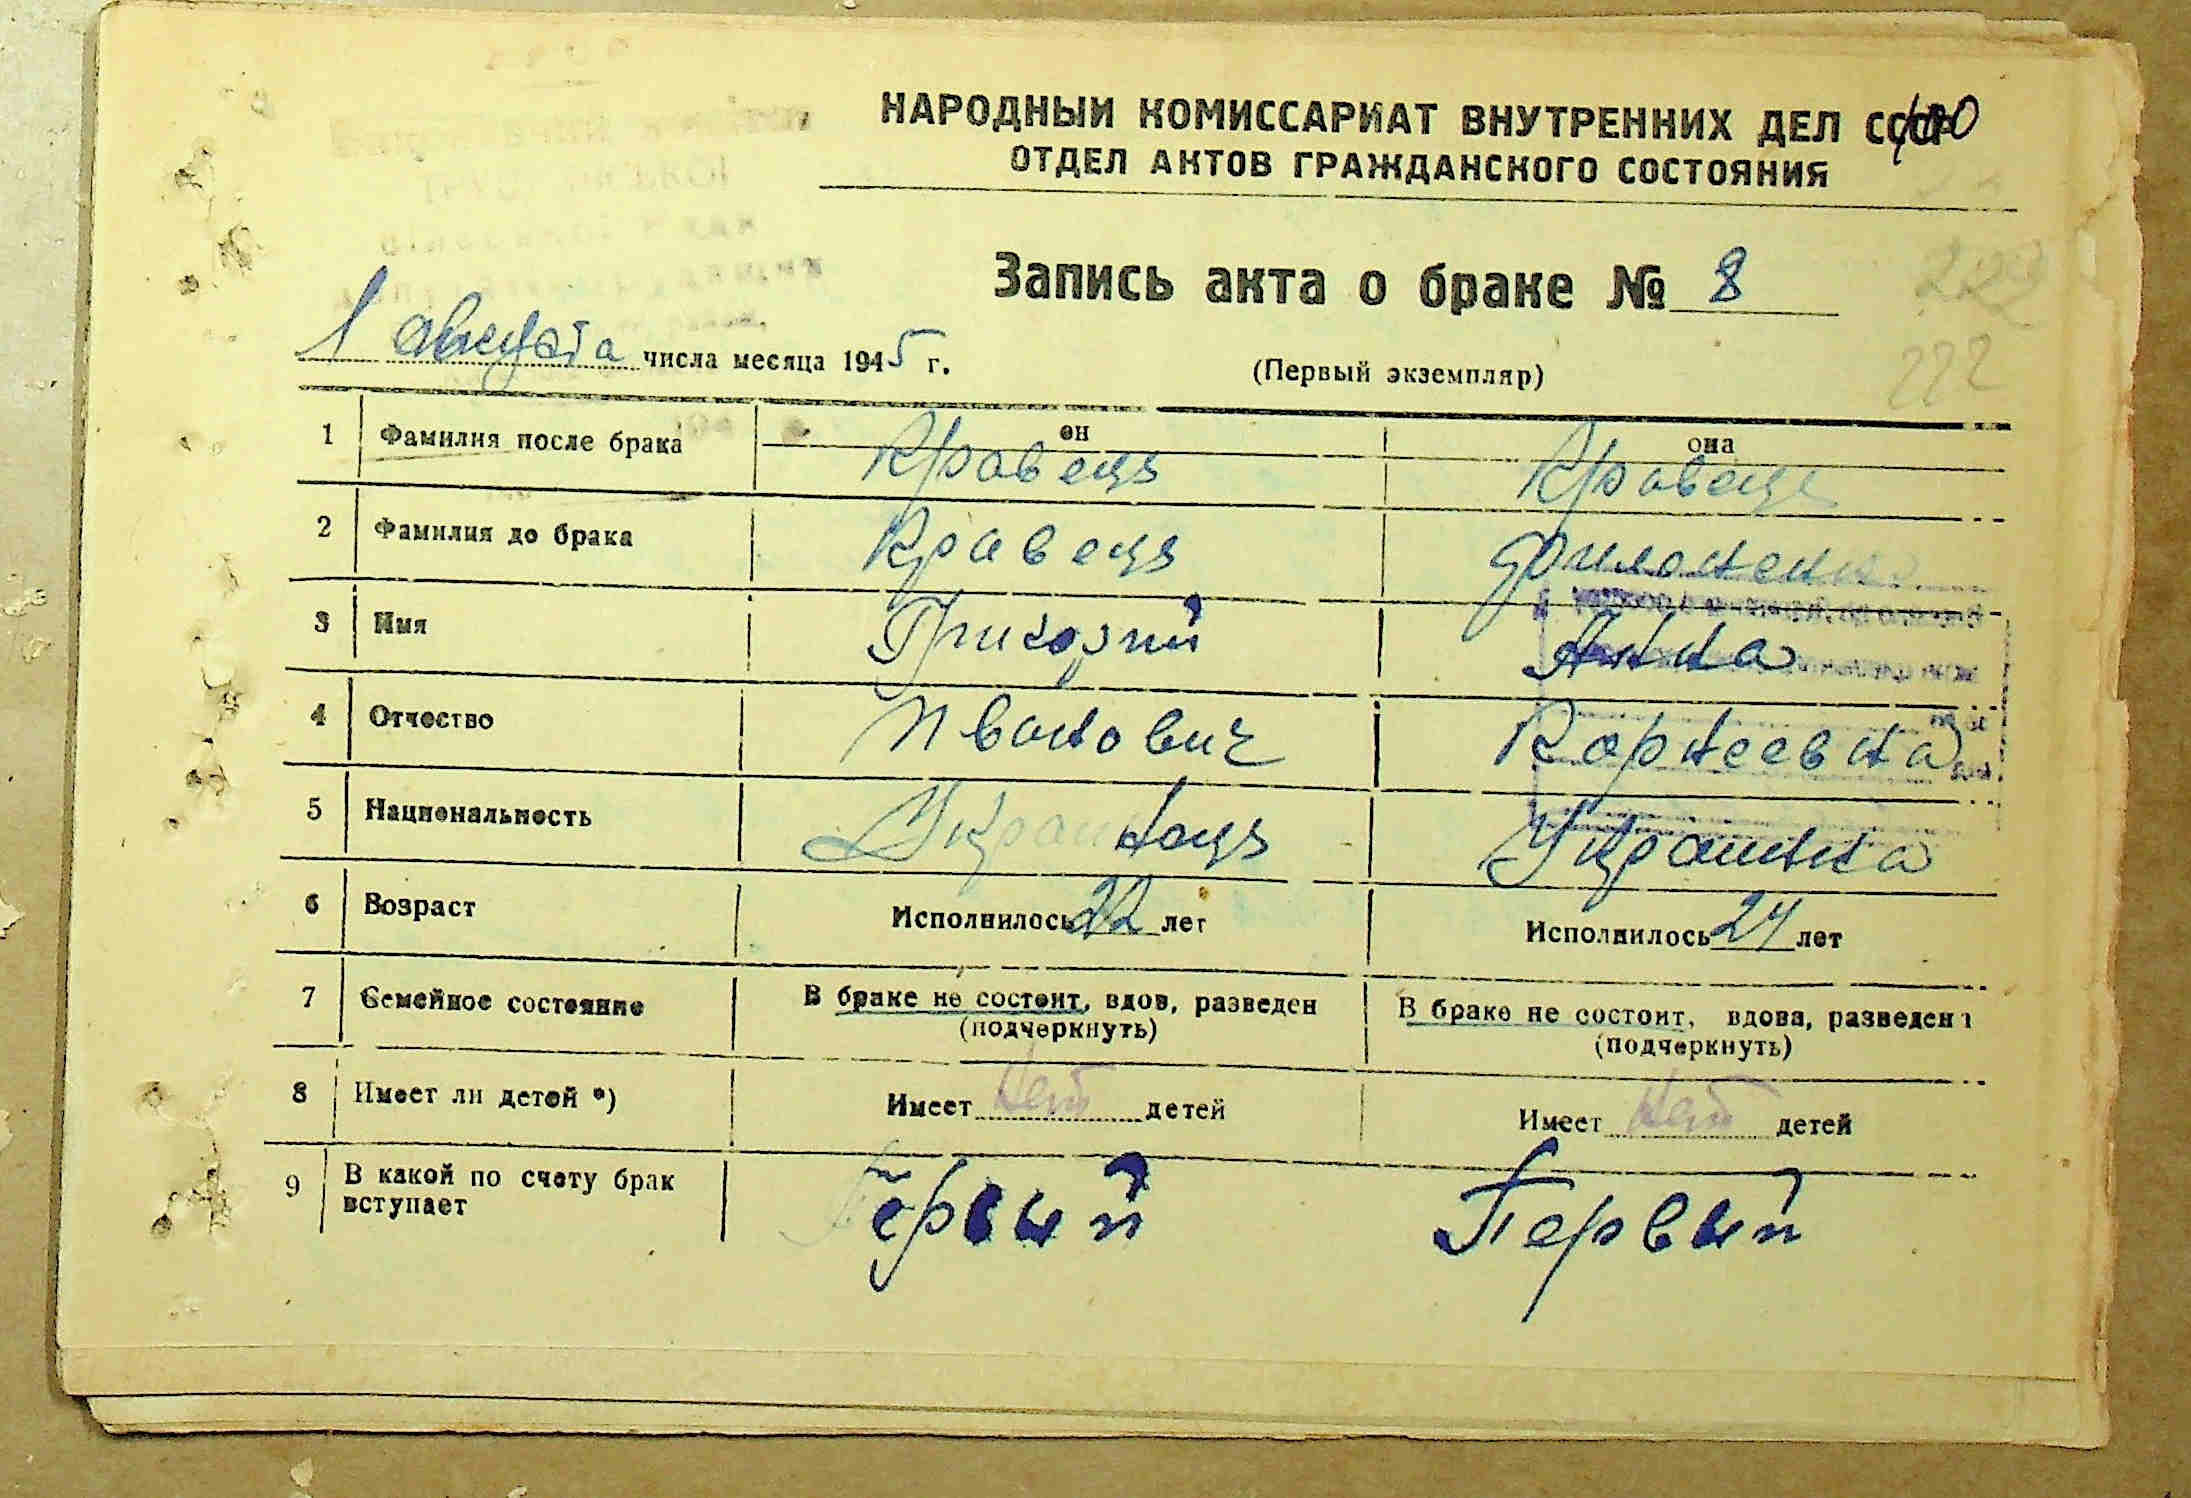 НАРОДНЫЙ КОМИССАРИАТ ВНУТРЕННИХ ДЕЛ СССР
ОТДЕЛ АКТОВ ГРАЖДАНСКОГО СОСТОЯНИЯ
Запись акта о браке № 8
222
1 августа числа месяца 1945 г. (Первый экземпляр)
222
он она
1 Фамилия после брака Кравець Кравець
2 Фамилия до брака Кравець
3 Имя Григорий Анна
4 Отчество Иванович Корнеевна
5 Национальность Украинець Украинка
6 Возраст Исполнилось 22 лет Исполнилось 24 лет
7 Семейное состояние В браке не состоит, вдов, разведен В браке не состоит, вдова, разведен
(подчеркнуть) (подчеркнуть)
8 Имеет ли детей *) Имеет нет детей Имеет нет детей
9 В какой по счету брак Первый Первый
вступает